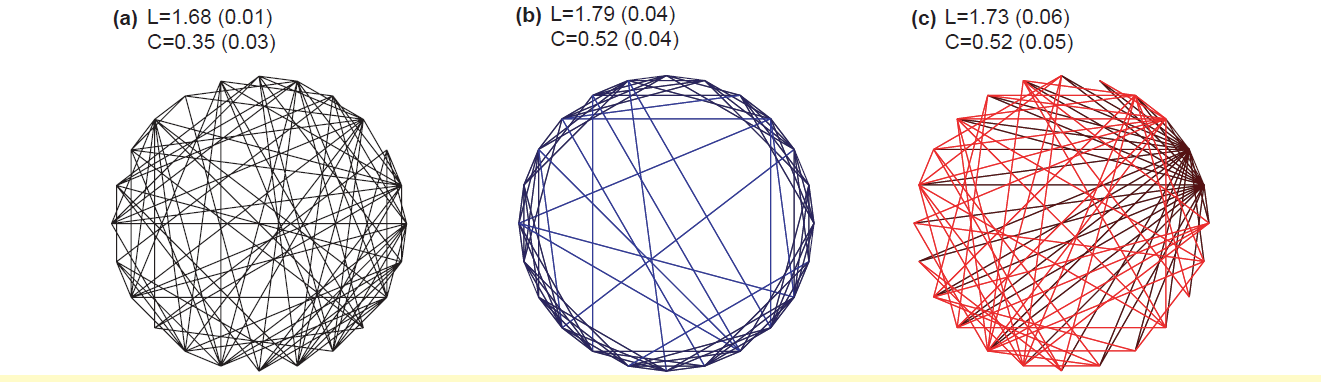 (a) L=1.68 (0.01)
C=0.35 (0.03)
(b) L=1.79 (0.04)
C=0.52 (0.04)
(c) L=1.73 (0.06)
C=0.52 (0.05)